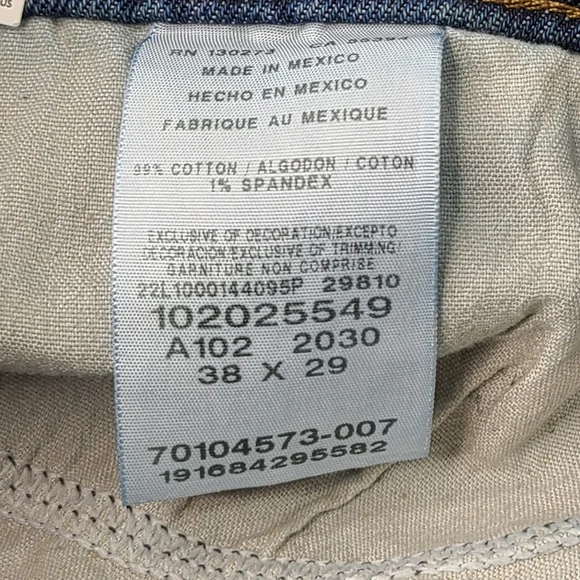 US
RN 130273
MADE IN MEXICO
HECHO EN MEXICO
FABRIQUE AU MEXIQUE
99% COTTON / ALGODON / COTON
1% SPANDEX
EXCLUSIVE OF DECORATION/EXCEPTO
DECORACION/EXCLUSIVE OF TRIMMING/
GARNITURE NON COMPRISE
22L1000144095P 29810
102025549
A102 2030
38 X 29
70104573-007
191684295582